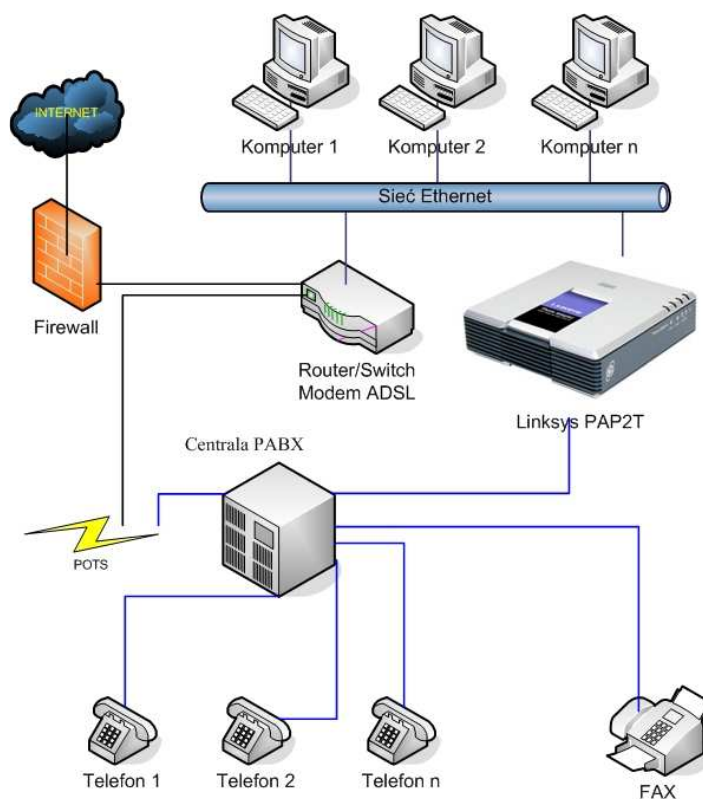 INTERNET
Komputer 1
Komputer 2
Komputer n
Sieć Ethernet
Firewall
Router/Switch
Modem ADSL
Linksys PAP2T
Centrala PABX
POTS
Telefon 1
Telefon 2
Telefon n
FAX